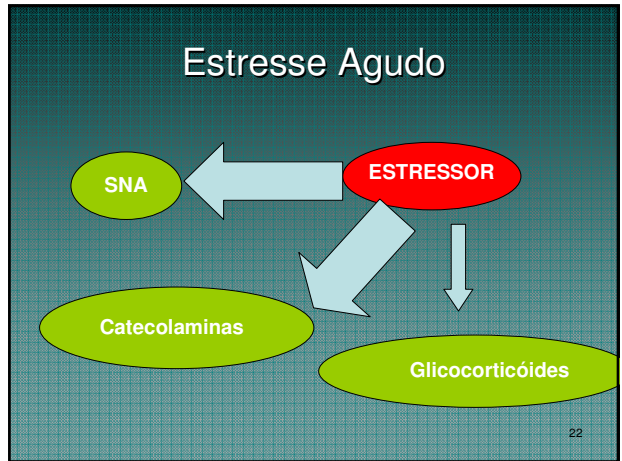 Estresse Agudo
ESTRESSOR
SNA
Catecolaminas
Glicocorticóides
22